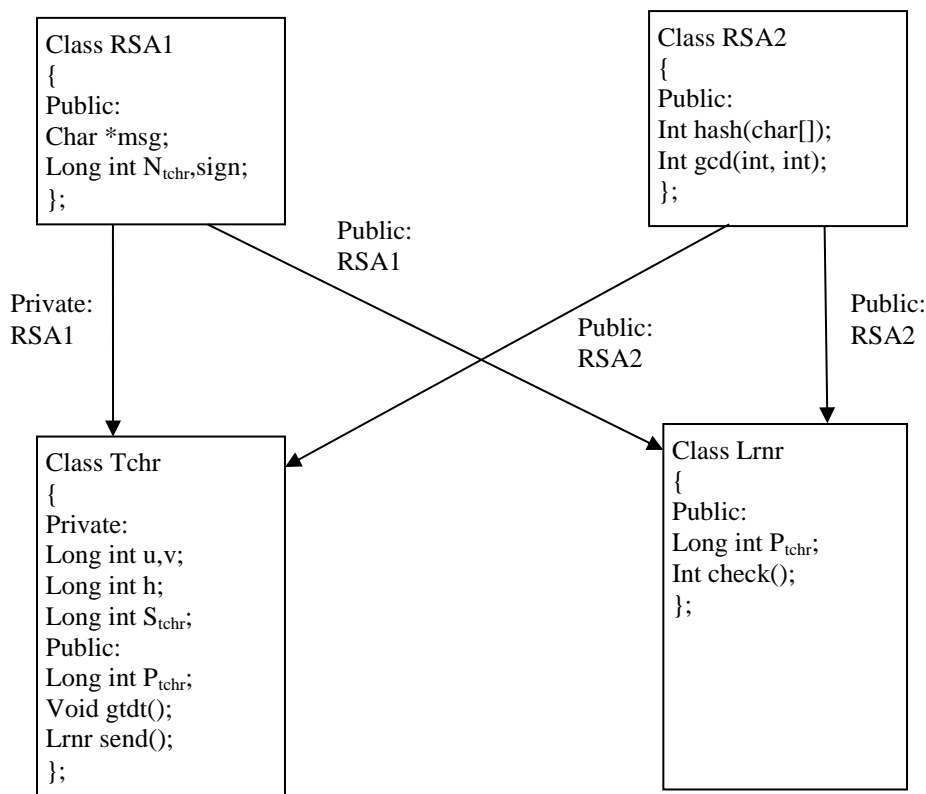 Class RSA1
{
Public:
Char *msg;
Long int Ntchr,sign;
};
Class RSA2
{
Public:
Int hash(char[]);
Int gcd(int, int);
};
Public:
RSA1
Private:
RSA1
Public:
RSA2
Public:
RSA2
Class Tchr
{
Private:
Long int u,v;
Long int h;
Long int Stchr;
Public:
Long int Ptchr;
Void gtdt();
Lrnr send();
};
Class Lrnr
{
Public:
Long int Ptchr;
Int check();
};